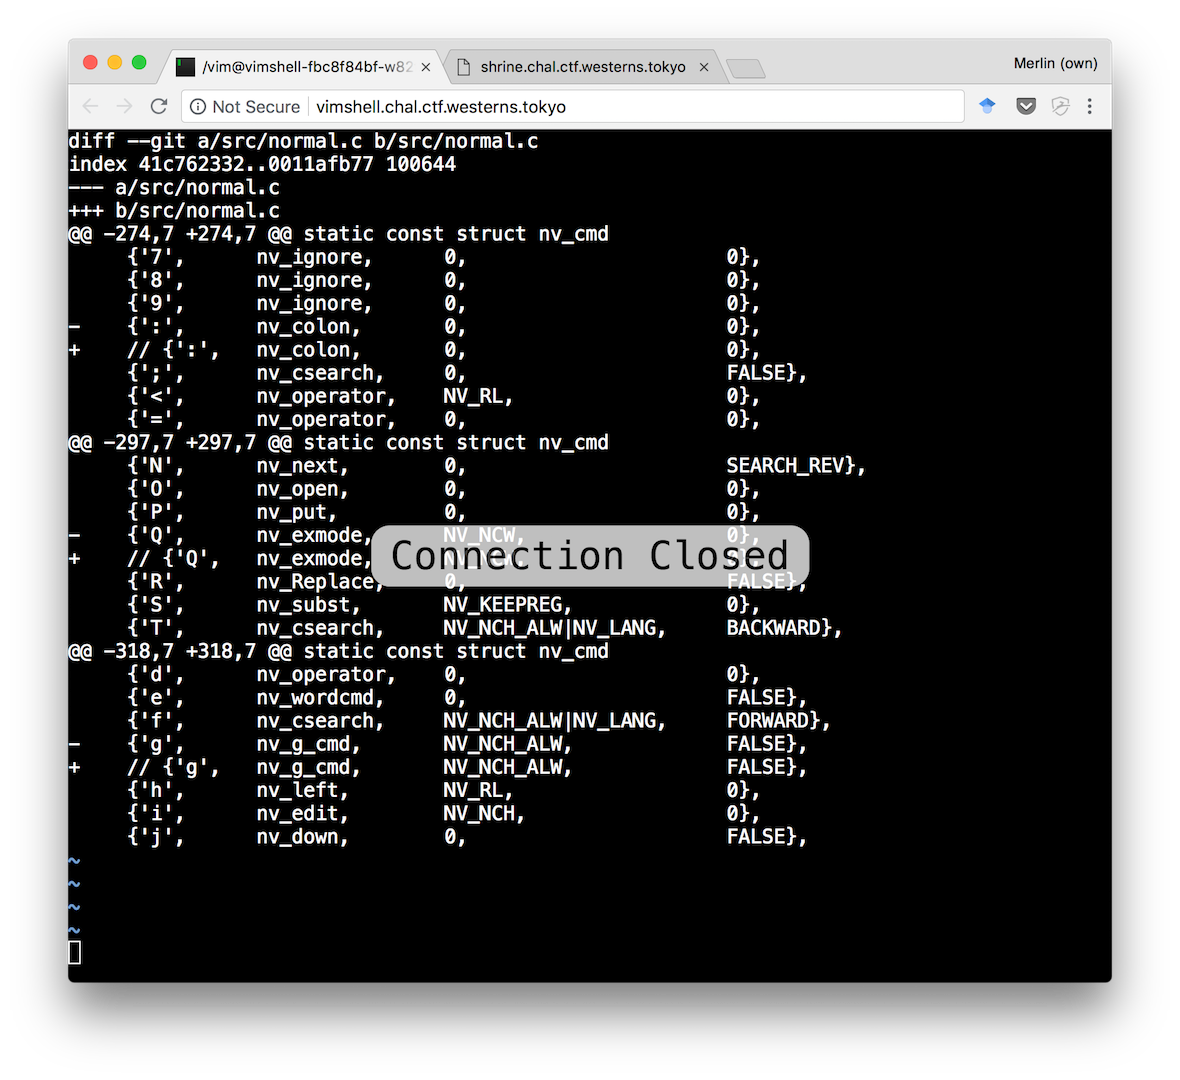 /vim@vimshell-fbc8f84bf-w82
shrine.chal.ctf.westerns.tokyo
Merlin (own)
Not Secure
vimshell.chal.ctf.westerns.tokyo
diff --git a/src/normal.c b/src/normal.c
index 41c762332..0011afb77 100644
--- a/src/normal.c
+++ b/src/normal.c
@@ -274,7 +274,7 @@ static const struct nv_cmd
     {'7',      nv_ignore,      0,                      0},
     {'8',      nv_ignore,      0,                      0},
     {'9',      nv_ignore,      0,                      0},
-    {':',      nv_colon,       0,                      0},
+    // {':',   nv_colon,       0,                      0},
     {';',      nv_csearch,     0,                      FALSE},
     {'<',      nv_operator,    NV_RL,                  0},
     {'=',      nv_operator,    0,                      0},
@@ -297,7 +297,7 @@ static const struct nv_cmd
     {'N',      nv_next,        0,                      SEARCH_REV},
     {'O',      nv_open,        0,                      0},
     {'P',      nv_put,         0,                      0},
-    {'Q',      nv_exmode,      NV_NCW,                 0},
+    // {'Q',   nv_exmode,      NV_NCW,                 0},
Connection Closed
     {'R',      nv_Replace,     0,                      FALSE},
     {'S',      nv_subst,       NV_KEEPREG,             0},
     {'T',      nv_csearch,     NV_NCH_ALW|NV_LANG,     BACKWARD},
@@ -318,7 +318,7 @@ static const struct nv_cmd
     {'d',      nv_operator,    0,                      0},
     {'e',      nv_wordcmd,     0,                      FALSE},
     {'f',      nv_csearch,     NV_NCH_ALW|NV_LANG,     FORWARD},
-    {'g',      nv_g_cmd,       NV_NCH_ALW,             FALSE},
+    // {'g',   nv_g_cmd,       NV_NCH_ALW,             FALSE},
     {'h',      nv_left,        NV_RL,                  0},
     {'i',      nv_edit,        NV_NCH,                 0},
     {'j',      nv_down,        0,                      FALSE},
~
~
~
~